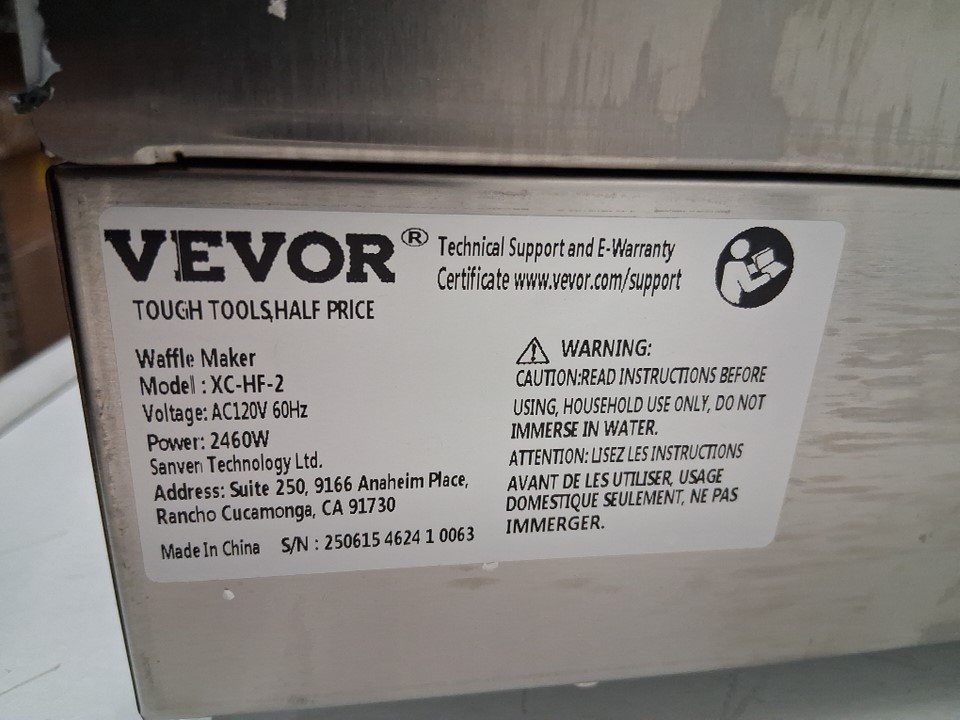 VEVOR®
TOUGH TOOLS,HALF PRICE
Technical Support and E-Warranty
Certificate www.vevor.com/support
Waffle Maker
Model : XC-HF-2
Voltage: AC120V 60Hz
Power: 2460W
Sanven Technology Ltd.
Address: Suite 250, 9166 Anaheim Place,
Rancho Cucamonga, CA 91730
Made In China S/N : 250615 4624 1 0063
WARNING:
CAUTION:READ INSTRUCTIONS BEFORE
USING, HOUSEHOLD USE ONLY, DO NOT
IMMERSE IN WATER.
ATTENTION: LISEZ LES INSTRUCTIONS
AVANT DE LES UTILISER, USAGE
DOMESTIQUE SEULEMENT, NE PAS
IMMERGER.